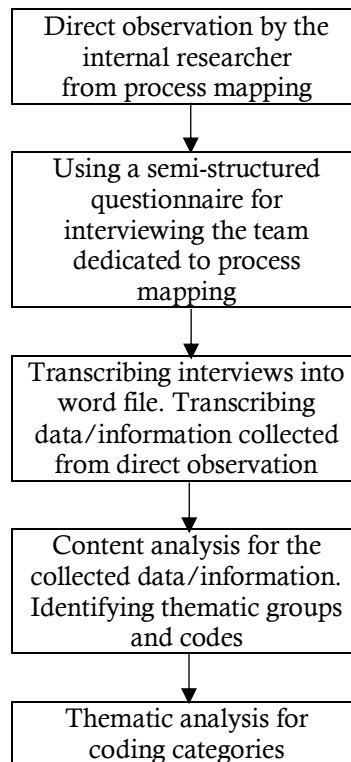 Direct observation by the
internal researcher
from process mapping
Using a semi-structured
questionnaire for
interviewing the team
dedicated to process
mapping
Transcribing interviews into
word file. Transcribing
data/information collected
from direct observation
Content analysis for the
collected data/information.
Identifying thematic groups
and codes
Thematic analysis for
coding categories